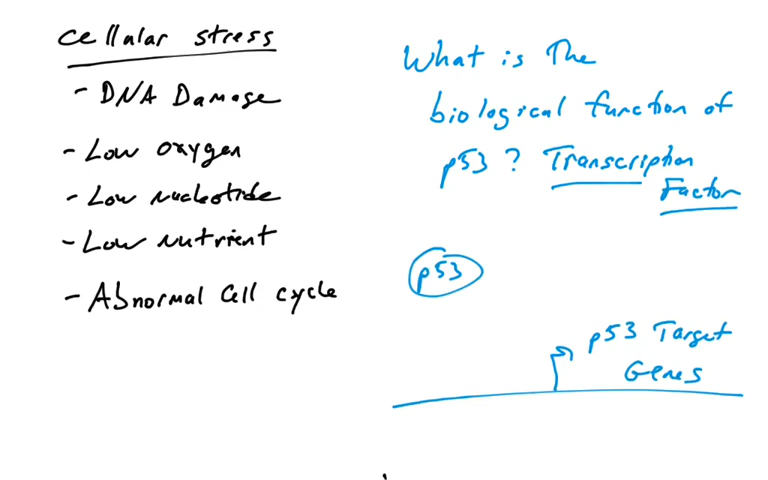 Cellular stress
- DNA Damage
- Low oxygen
- Low nucleotide
- Low nutrient
- Abnormal Cell cycle
What is The
biological function of
p53 ? Transcription
Factor
p53
p53 Target
Genes